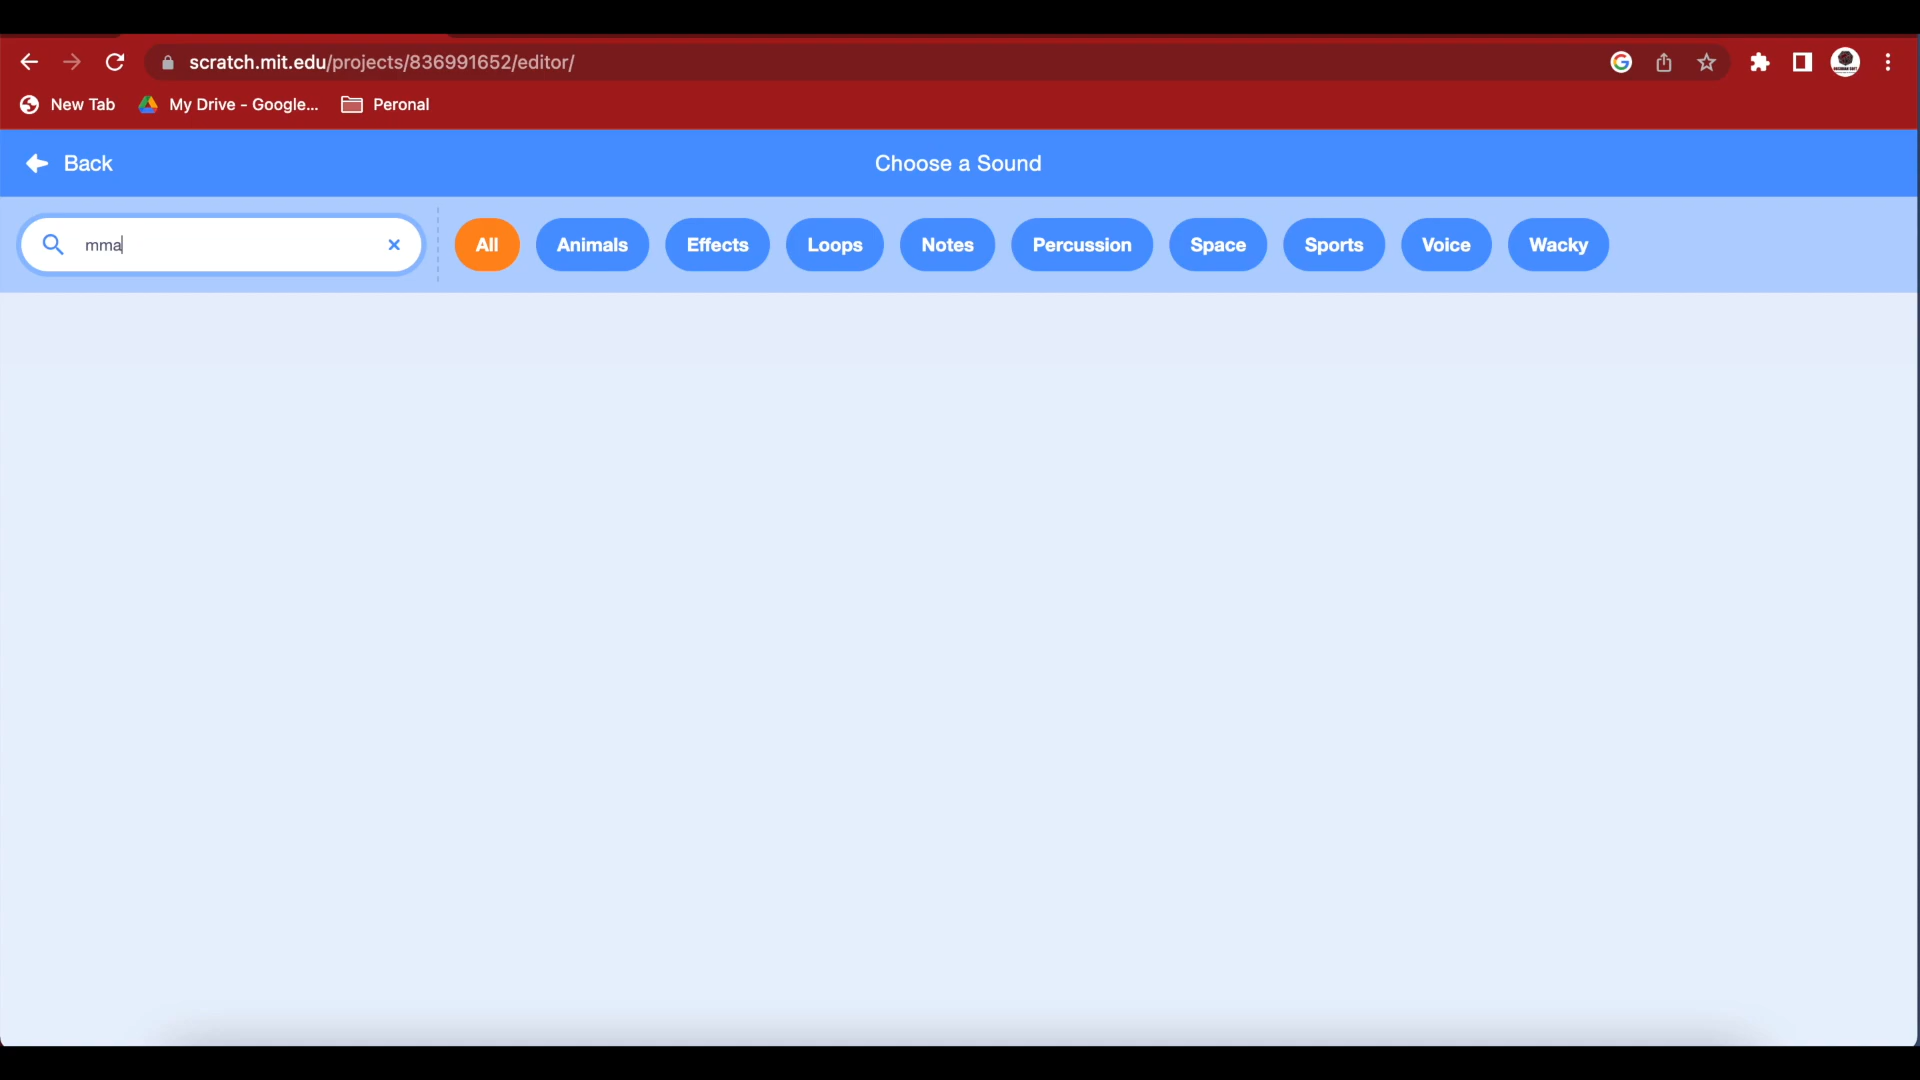 scratch.mit.edu/projects/836991652/editor/
New Tab My Drive - Google... Peronal
Back Choose a Sound
mma All Animals Effects Loops Notes Percussion Space Sports Voice Wacky